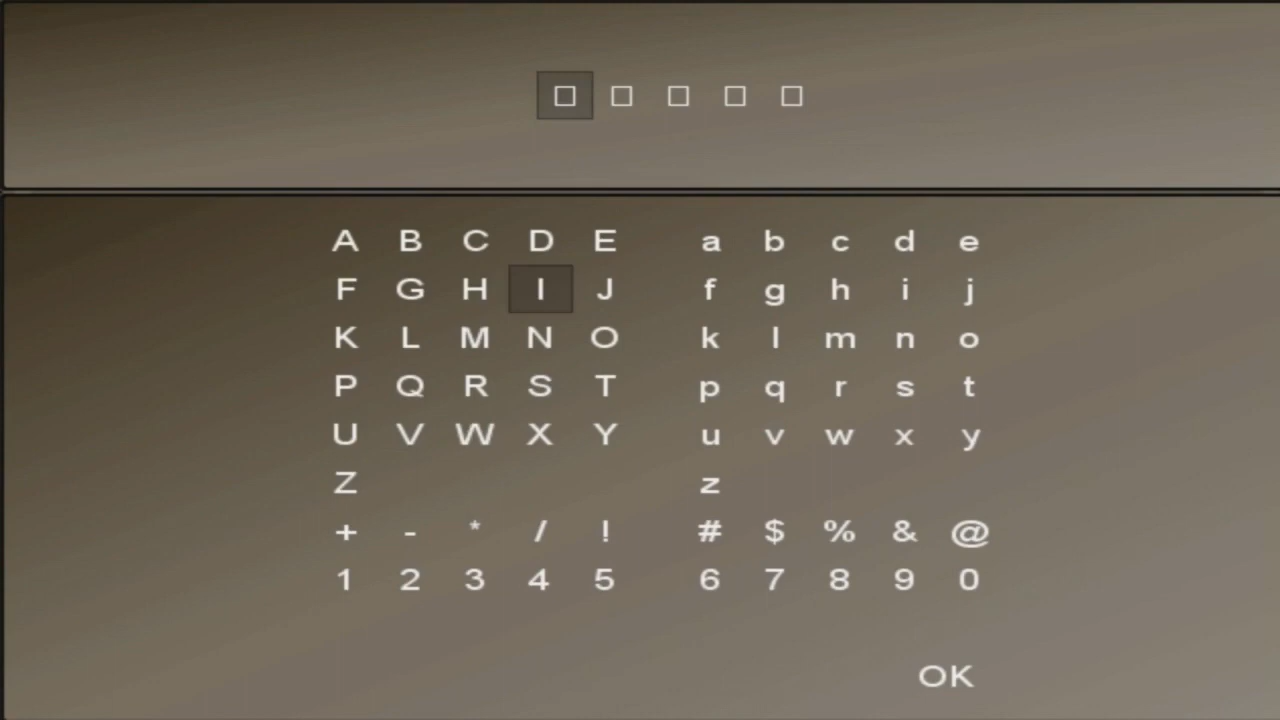 □ □ □ □ □
A B C D E a b c d e
F G H I J f g h i j
K L M N O k l m n o
P Q R S T p q r s t
U V W X Y u v w x y
Z z
+ - * / ! # $ % & @
1 2 3 4 5 6 7 8 9 0
OK